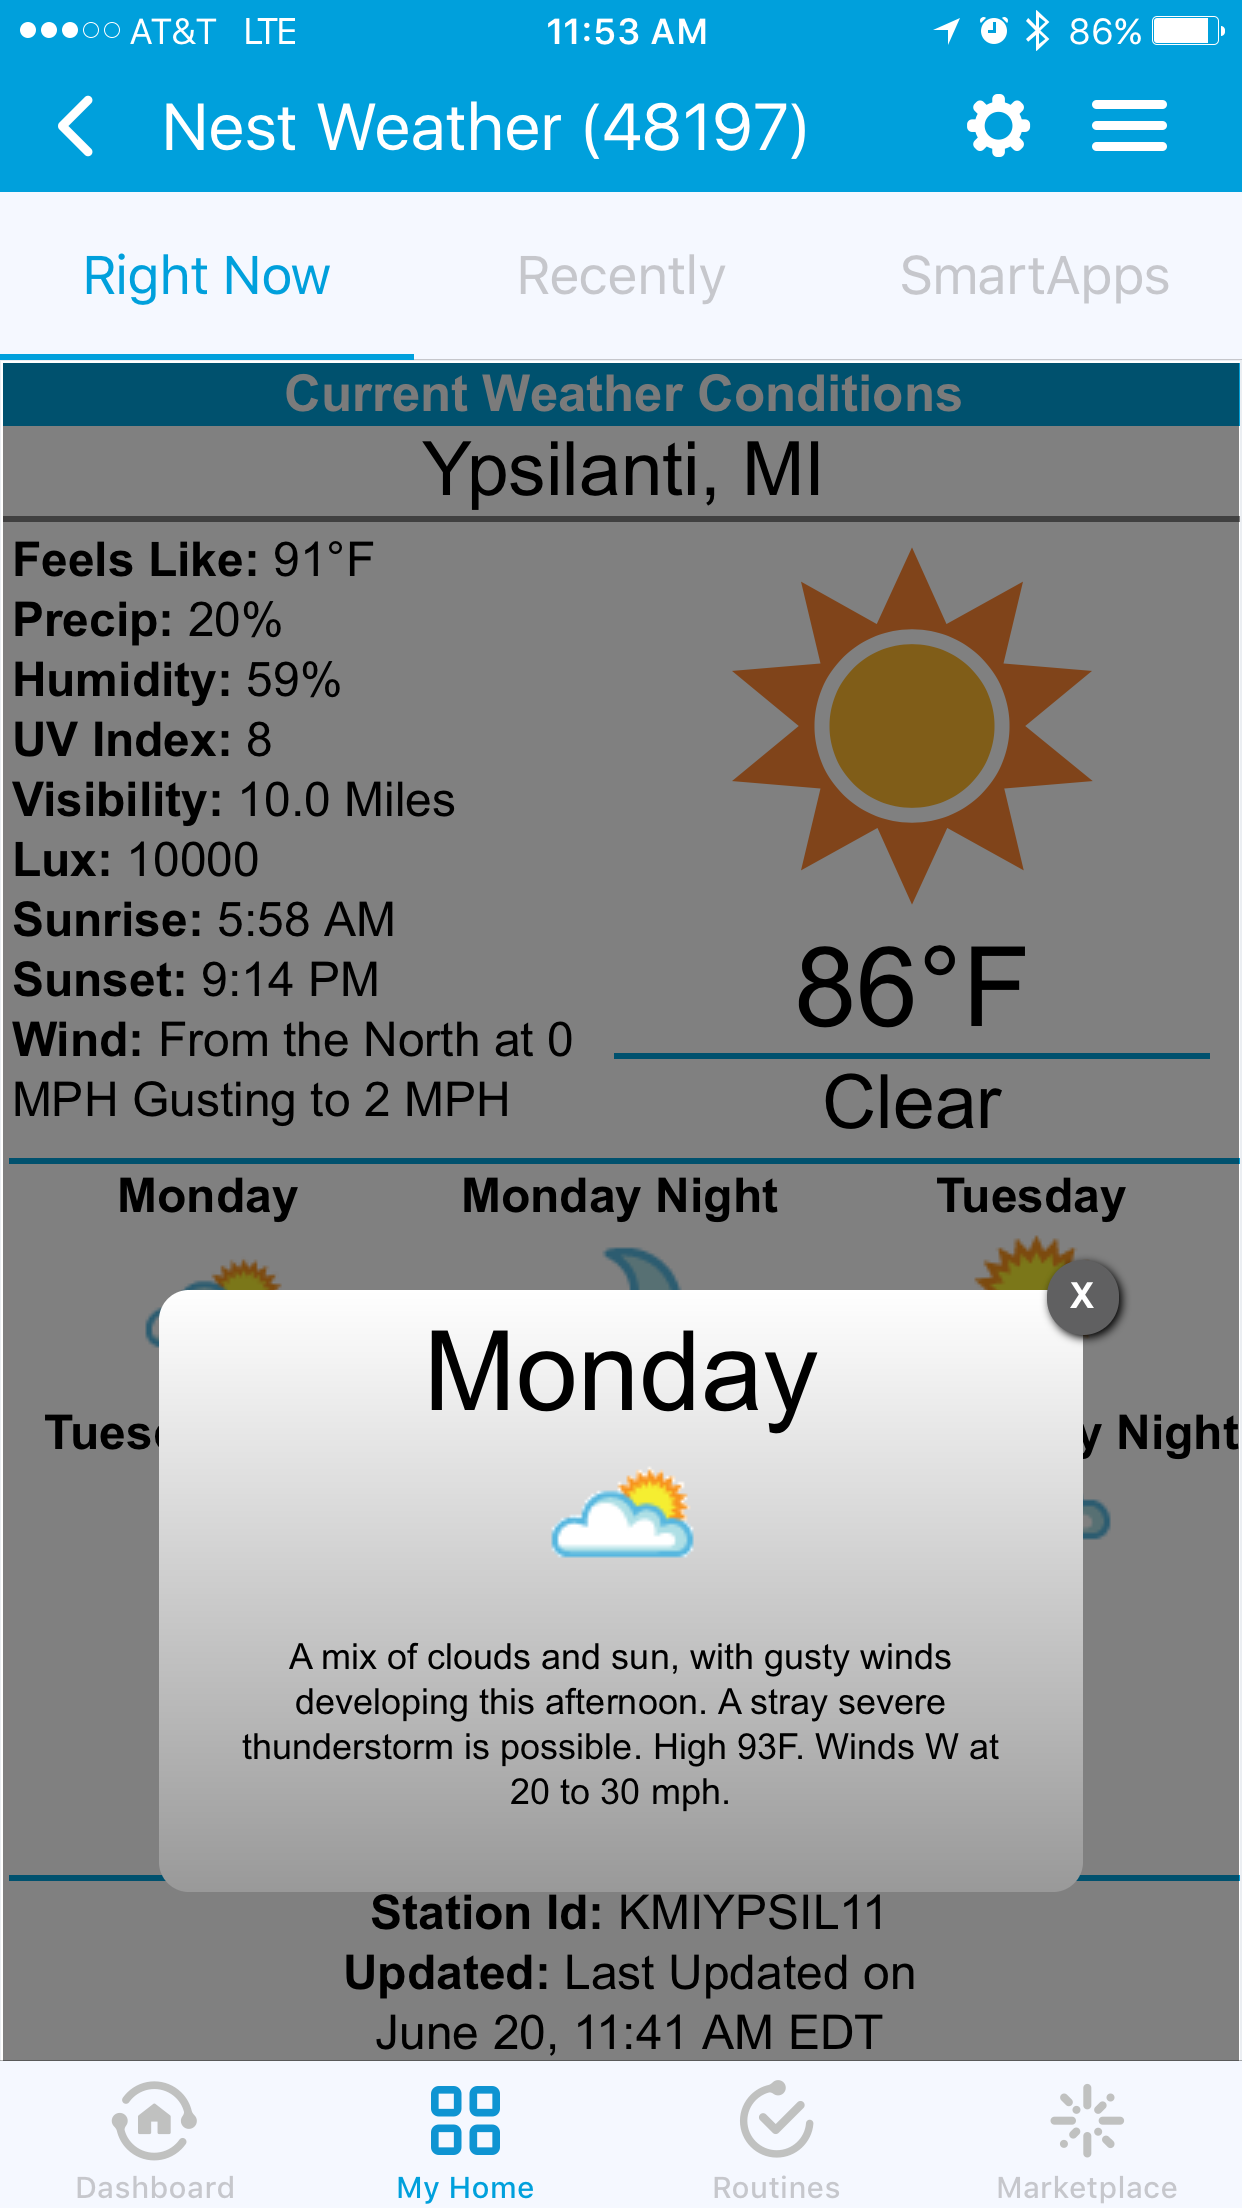 AT&T LTE 11:53 AM 86%
Nest Weather (48197)
Right Now Recently SmartApps
Current Weather Conditions
Ypsilanti, MI
Feels Like: 91°F
Precip: 20%
Humidity: 59%
UV Index: 8
Visibility: 10.0 Miles
Lux: 10000
Sunrise: 5:58 AM
Sunset: 9:14 PM
Wind: From the North at 0
MPH Gusting to 2 MPH
86°F
Clear
Monday Monday Night Tuesday
X
Monday
y Night
A mix of clouds and sun, with gusty winds
developing this afternoon. A stray severe
thunderstorm is possible. High 93F. Winds W at
20 to 30 mph.
Station Id: KMIYPSIL11
Updated: Last Updated on
June 20, 11:41 AM EDT
Dashboard My Home Routines Marketplace